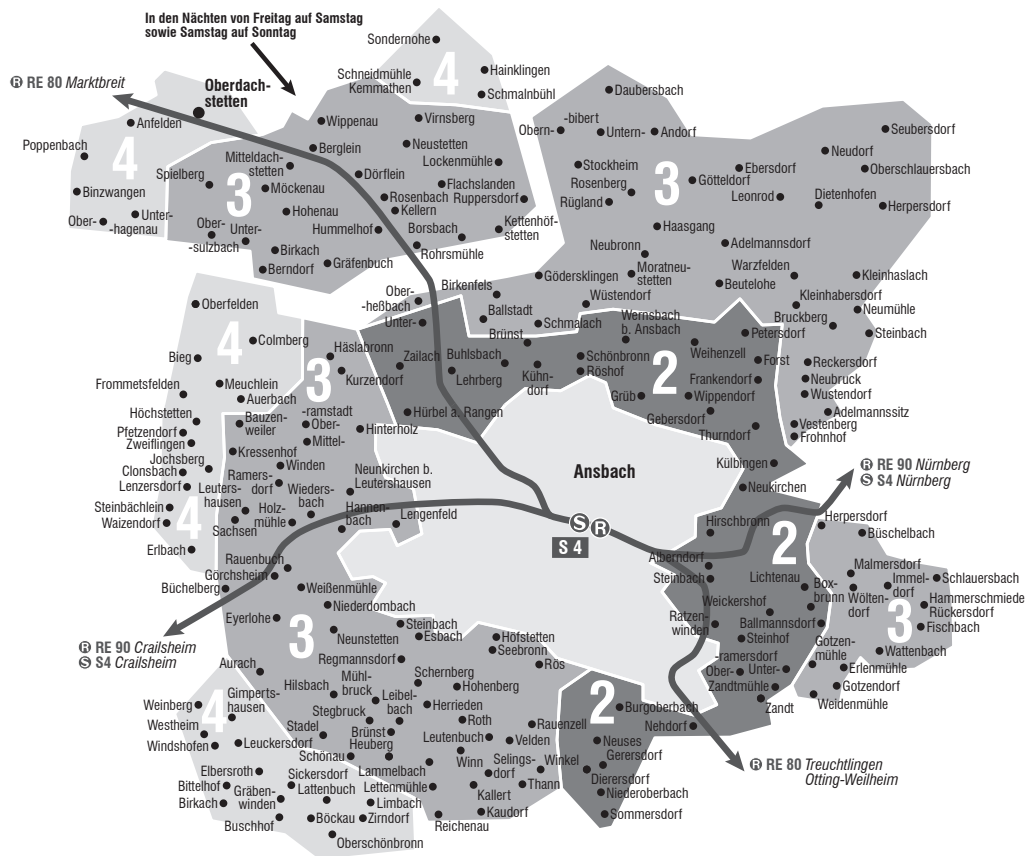 In den Nächten von Freitag auf Samstag
sowie Samstag auf Sonntag
Sondernohe
Hainklingen
Schneidmühle
Kemmathen
4
Schmalnbühl
R RE 80 Marktbreit
Oberdach-
stetten
Anfelden
Poppenbach
4
Binzwangen
Ober-
Unter-
-hagenau
Wippenau
Virnsberg
Berglein
Neustetten
Lockenmühle
Mitteldach-
stetten
Spielberg
3
Möckenau
Dörflein
Flachslanden
Rosenbach
Ruppersdorf
Kellern
Hohenau
Hummelhof
Borsbach
Kettenhöf-
stetten
Rohrsmühle
Ober-
Unter-
-sulzbach
Birkach
Berndorf
Gräfenbuch
Daubersbach
-bibert
Obern-
Untern-
Andorf
Seubersdorf
Neudorf
Stockheim
Ebersdorf
Oberschlauersbach
Rosenberg
3
Götteldorf
Rügland
Leonrod
Dietenhofen
Herpersdorf
Haasgang
Neubronn
Adelmannsdorf
Gödersklingen
Moratneu-
stetten
Warzfelden
Beutelohe
Kleinhaslach
Birkenfels
Ober-
-heßbach
Unter-
Wüstendorf
Kleinhabersdorf
Ballstadt
Bruckberg
Neumühle
Schmalach
Wernsbach
b. Ansbach
Brünst
Petersdorf
Steinbach
Oberfelden
4
Colmberg
Bieg
3
Häslabronn
Kurzendorf
Zailach
Buhlsbach
Lehrberg
Kühn-
dorf
Schönbronn
Röshof
2
Weihenzell
Forst
Reckersdorf
Frommetsfelden
Meuchlein
Auerbach
Frankendorf
Neubruck
Grüb
Wippendorf
Wustendorf
Höchstetten
Bauzen-
weiler
-ramstadt
Ober-
Mittel-
Hinterholz
Hürbel a. Rangen
Gebersdorf
Adelmannssitz
Pfetzendorf
Vestenberg
Zweiflingen
Thurndorf
Frohnhof
Jochsberg
Kressenhof
Clonsbach
Winden
Neunkirchen b.
Leutershausen
Ansbach
Külbingen
Lenzersdorf
Ramers-
dorf
Leuters-
hausen
Wieders-
bach
Neukirchen
R RE 90 Nürnberg
S S4 Nürnberg
Steinbächlein
Waizendorf
4
Sachsen
Holz-
mühle
Hannen-
bach
Lengenfeld
S R
S 4
Hirschbronn
2
Herpersdorf
Büschelbach
Erlbach
Rauenbuch
Alberndorf
Görchsheim
Steinbach
Lichtenau
Malmersdorf
Büchelberg
Weißenmühle
Box-
brunn
Wölten-
dorf
Immel-
dorf
Schlauersbach
Hammerschmiede
Niederdombach
Weickershof
3
Rückersdorf
Eyerlohe
Ratzen-
winden
Ballmannsdorf
Fischbach
3
Neunstetten
Steinbach
Esbach
Höfstetten
Seebronn
Steinhof
Gotzen-
mühle
Wattenbach
R RE 90 Crailsheim
S S4 Crailsheim
Regmannsdorf
Rös
-ramersdorf
Ober-
Unter-
Erlenmühle
Aurach
Schernberg
Hohenberg
Zandtmühle
Gotzendorf
Zandt
Weidenmühle
Hilsbach
Mühl-
bruck
Leibel-
bach
Weinberg
4
Gimperts-
hausen
Herrieden
2
Burgoberbach
Stegbruck
Roth
Rauenzell
Nehdorf
Westheim
Stadel
Brünst
Windshofen
Leuckersdorf
Heuberg
Leutenbuch
Velden
Neuses
Schönau
Winn
Selings-
dorf
Winkel
Gerersdorf
R RE 80 Treuchtlingen
Otting-Weilheim
Elbersroth
Sickersdorf
Lammelbach
Bittelhof
Gräben-
winden
Lattenbuch
Lettenmühle
Thann
Dierersdorf
Kallert
Niederoberbach
Birkach
Limbach
Buschhof
Böckau
Zirndorf
Reichenau
Kaudorf
Sommersdorf
Oberschönbronn